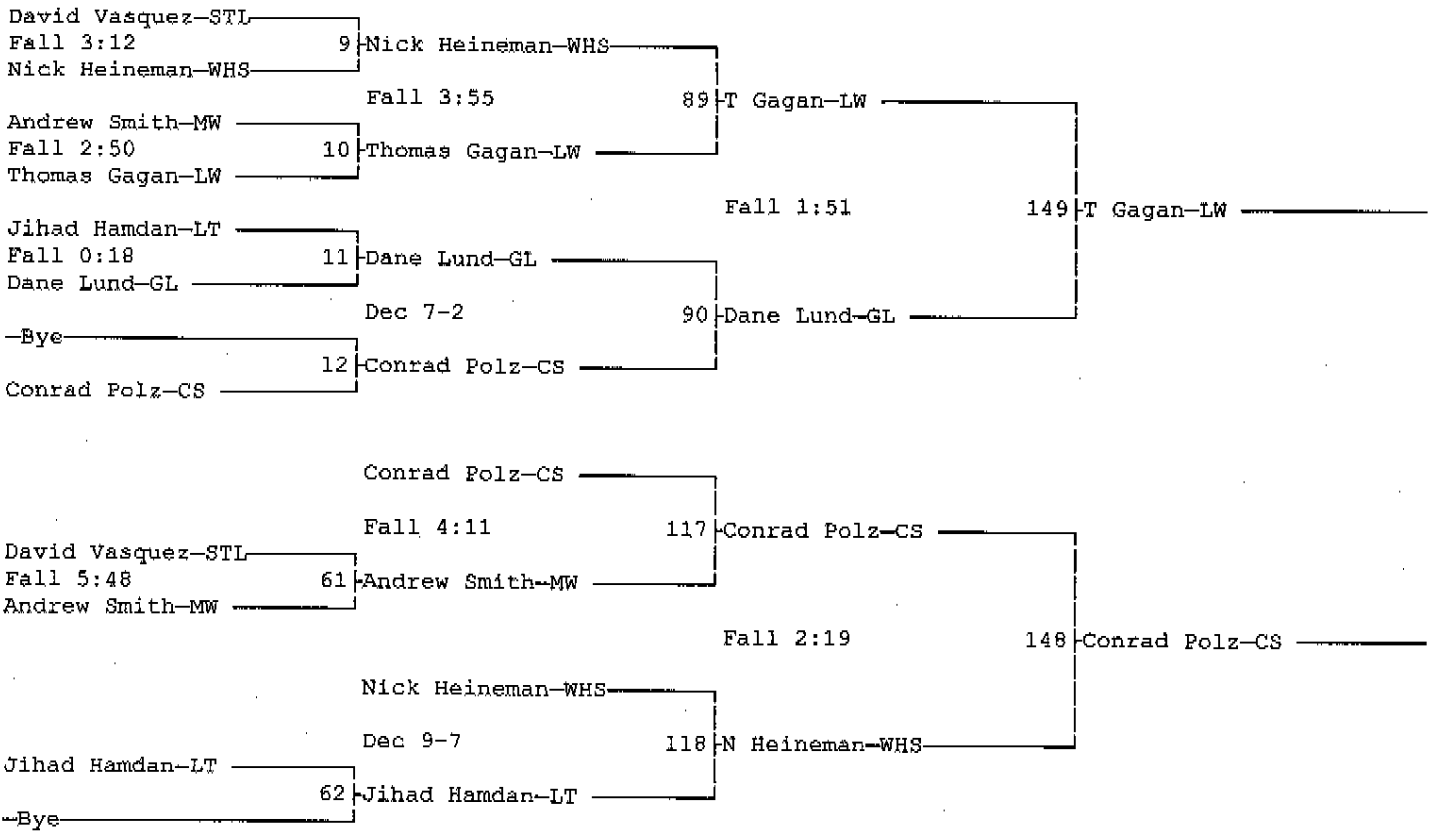 David Vasquez—STL
Fall 3:12 9 Nick Heineman—WHS
Nick Heineman—WHS
Fall 3:55 89 T Gagan—LW
Andrew Smith—MW
Fall 2:50 10 Thomas Gagan—LW
Thomas Gagan—LW
Fall 1:51 149 T Gagan—LW
Jihad Hamdan—LT
Fall 0:18 11 Dane Lund—GL
Dane Lund—GL
Dec 7-2 90 Dane Lund—GL
—Bye
12 Conrad Polz—CS
Conrad Polz—CS
Conrad Polz—CS
Fall 4:11 117 Conrad Polz—CS
David Vasquez—STL
Fall 5:48 61 Andrew Smith—MW
Andrew Smith—MW
Fall 2:19 148 Conrad Polz—CS
Nick Heineman—WHS
Dec 9-7 118 N Heineman—WHS
Jihad Hamdan—LT
62 Jihad Hamdan—LT
—Bye